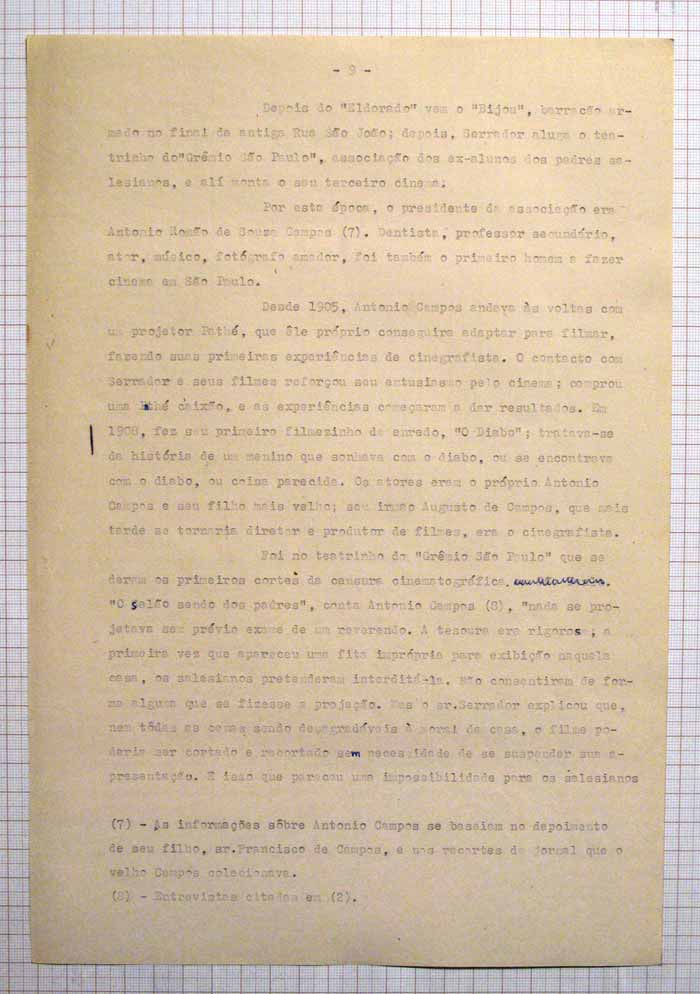 - 9 -
Depois do "Eldorado" vem o "Bijou", barracão ar-
mado no final da antiga Rua São João; depois, Serrador aluga o tea-
trinho do"Grêmio São Paulo", associação dos ex-alunos dos padres sa-
lesianos, e alí monta o seu terceiro cinema.
Por esta época, o presidente da associação era
Antonio Romão de Souza Campos (7). Dentista, professor secundário,
ator, músico, fotógrafo amador, foi também o primeiro homem a fazer
cinema em São Paulo.
Desde 1905, Antonio Campos andava às voltas com
um projetor Pathé, que êle próprio conseguira adaptar para filmar,
fazendo suas primeiras experiências de cinegrafista. O contacto com
Serrador e seus filmes reforçou seu entusiasmo pelo cinema; comprou
uma caixão, e as experiências começaram a dar resultados. Em
1908, fez seu primeiro filmezinho de enredo, "O Diabo"; tratava-se
da história de um menino que sonhava com o diabo, ou se encontrava
com o diabo, ou coisa parecida. Os atores eram o próprio Antonio
Campos e seu filho mais velho; seu irmão Augusto de Campos, que mais
tarde se tornaria diretor e produtor de filmes, era o cinegrafista.
Foi no teatrinho do "Grêmio São Paulo" que se
deram os primeiros cortes da censura cinematográfica
"O salão sendo dos padres", conta Antonio Campos (8), "nada se pro-
jetava sem prévio exame de um reverendo. A tesoura era rigorosa; a
primeira vez que apareceu uma fita imprópria para exibição naquela
casa, os salesianos pretenderam interditá-la. Não consentiram de for-
ma alguma que se fizesse a projeção. Mas o sr.Serrador explicou que,
nem tôdas as cenas sendo desagradáveis à moral da casa, o filme po-
deria ser cortado e recortado sem necessidade de se suspender sua a-
presentação. E isso que pareceu uma impossibilidade para os salesianos
(7) - As informações sôbre Antonio Campos se baseiam no depoimento
de seu filho, sr.Francisco de Campos, e nos recortes de jornal que o
velho Campos colecionava.
(8) - Entrevistas citadas em (2).